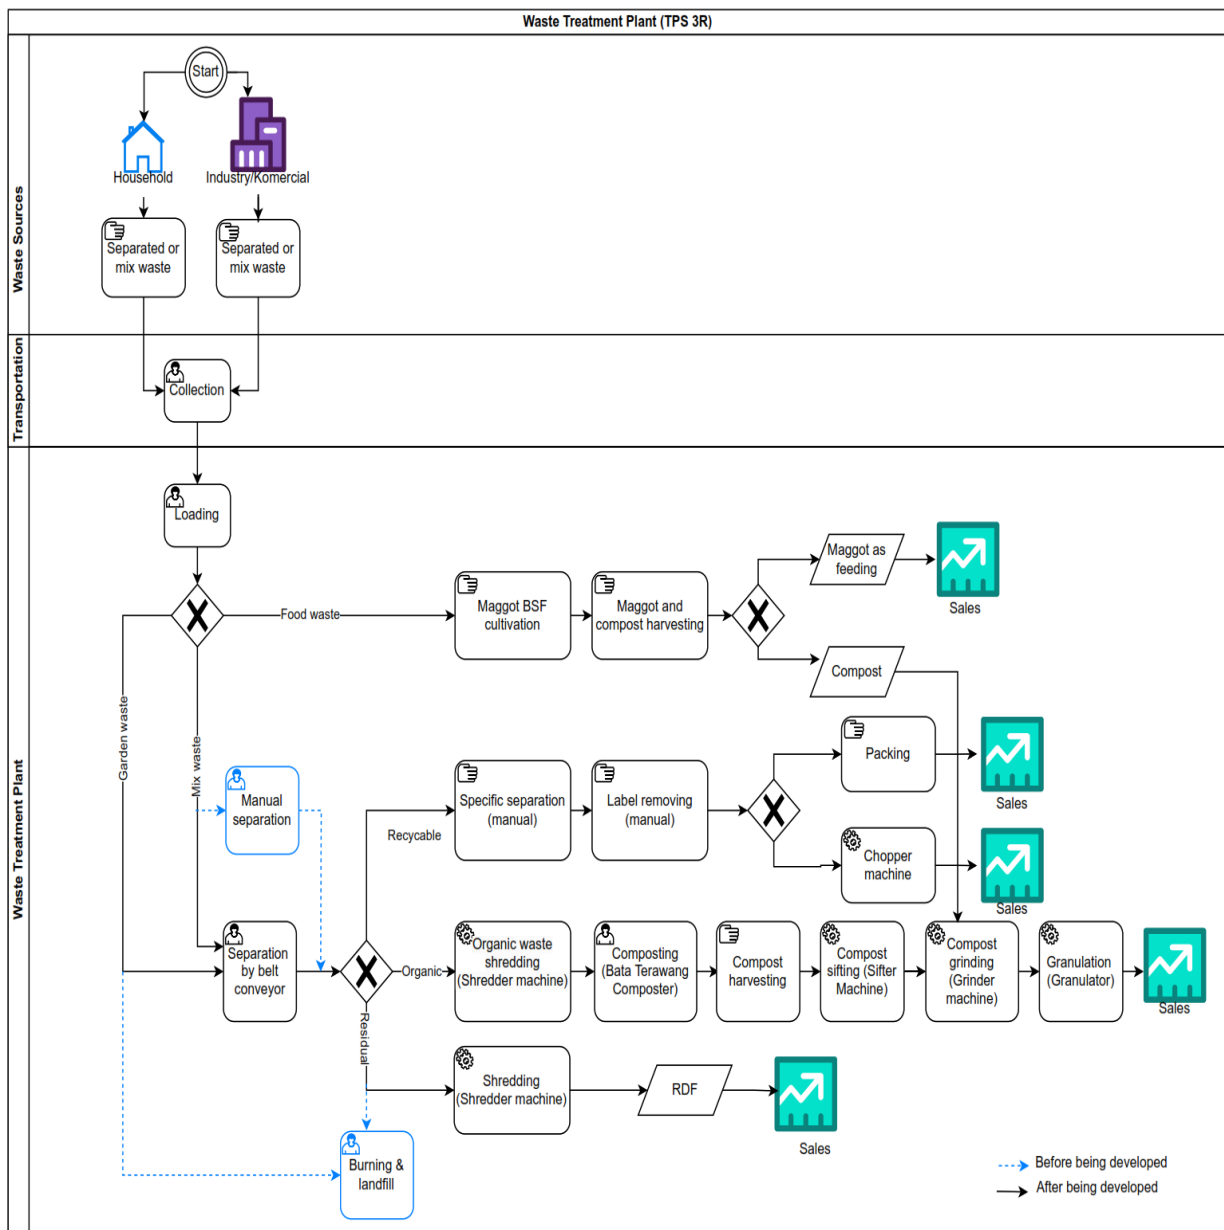 Waste Treatment Plant (TPS 3R)
Waste Sources
Start
Household
Industry/Komercial
Separated or
mix waste
Separated or
mix waste
Transportation
Collection
Waste Treatment Plant
Loading
Food waste
Garden waste
Mix waste
Maggot BSF
cultivation
Maggot and
compost harvesting
Maggot as
feeding
Sales
Compost
Manual
separation
Recycable
Specific separation
(manual)
Label removing
(manual)
Packing
Sales
Chopper
machine
Sales
Separation
by belt
conveyor
Organic
Organic waste
shredding
(Shredder machine)
Composting
(Bata Terawang
Composter)
Compost
harvesting
Compost
sifting (Sifter
Machine)
Compost
grinding
(Grinder
machine)
Granulation
(Granulator)
Sales
Residual
Shredding
(Shredder machine)
RDF
Sales
Burning &
landfill
Before being developed
After being developed